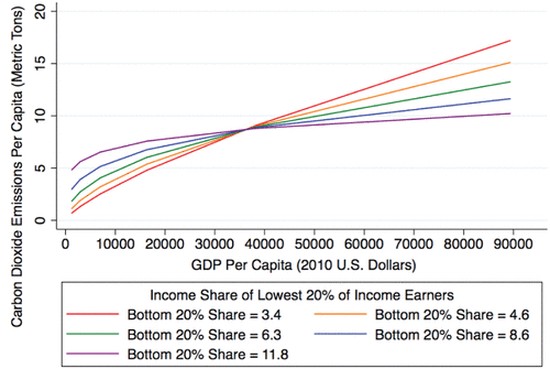 Carbon Dioxide Emissions Per Capita (Metric Tons)
20
15
10
5
0
0 10000 20000 30000 40000 50000 60000 70000 80000 90000
GDP Per Capita (2010 U.S. Dollars)
Income Share of Lowest 20% of Income Earners
Bottom 20% Share = 3.4 Bottom 20% Share = 4.6
Bottom 20% Share = 6.3 Bottom 20% Share = 8.6
Bottom 20% Share = 11.8